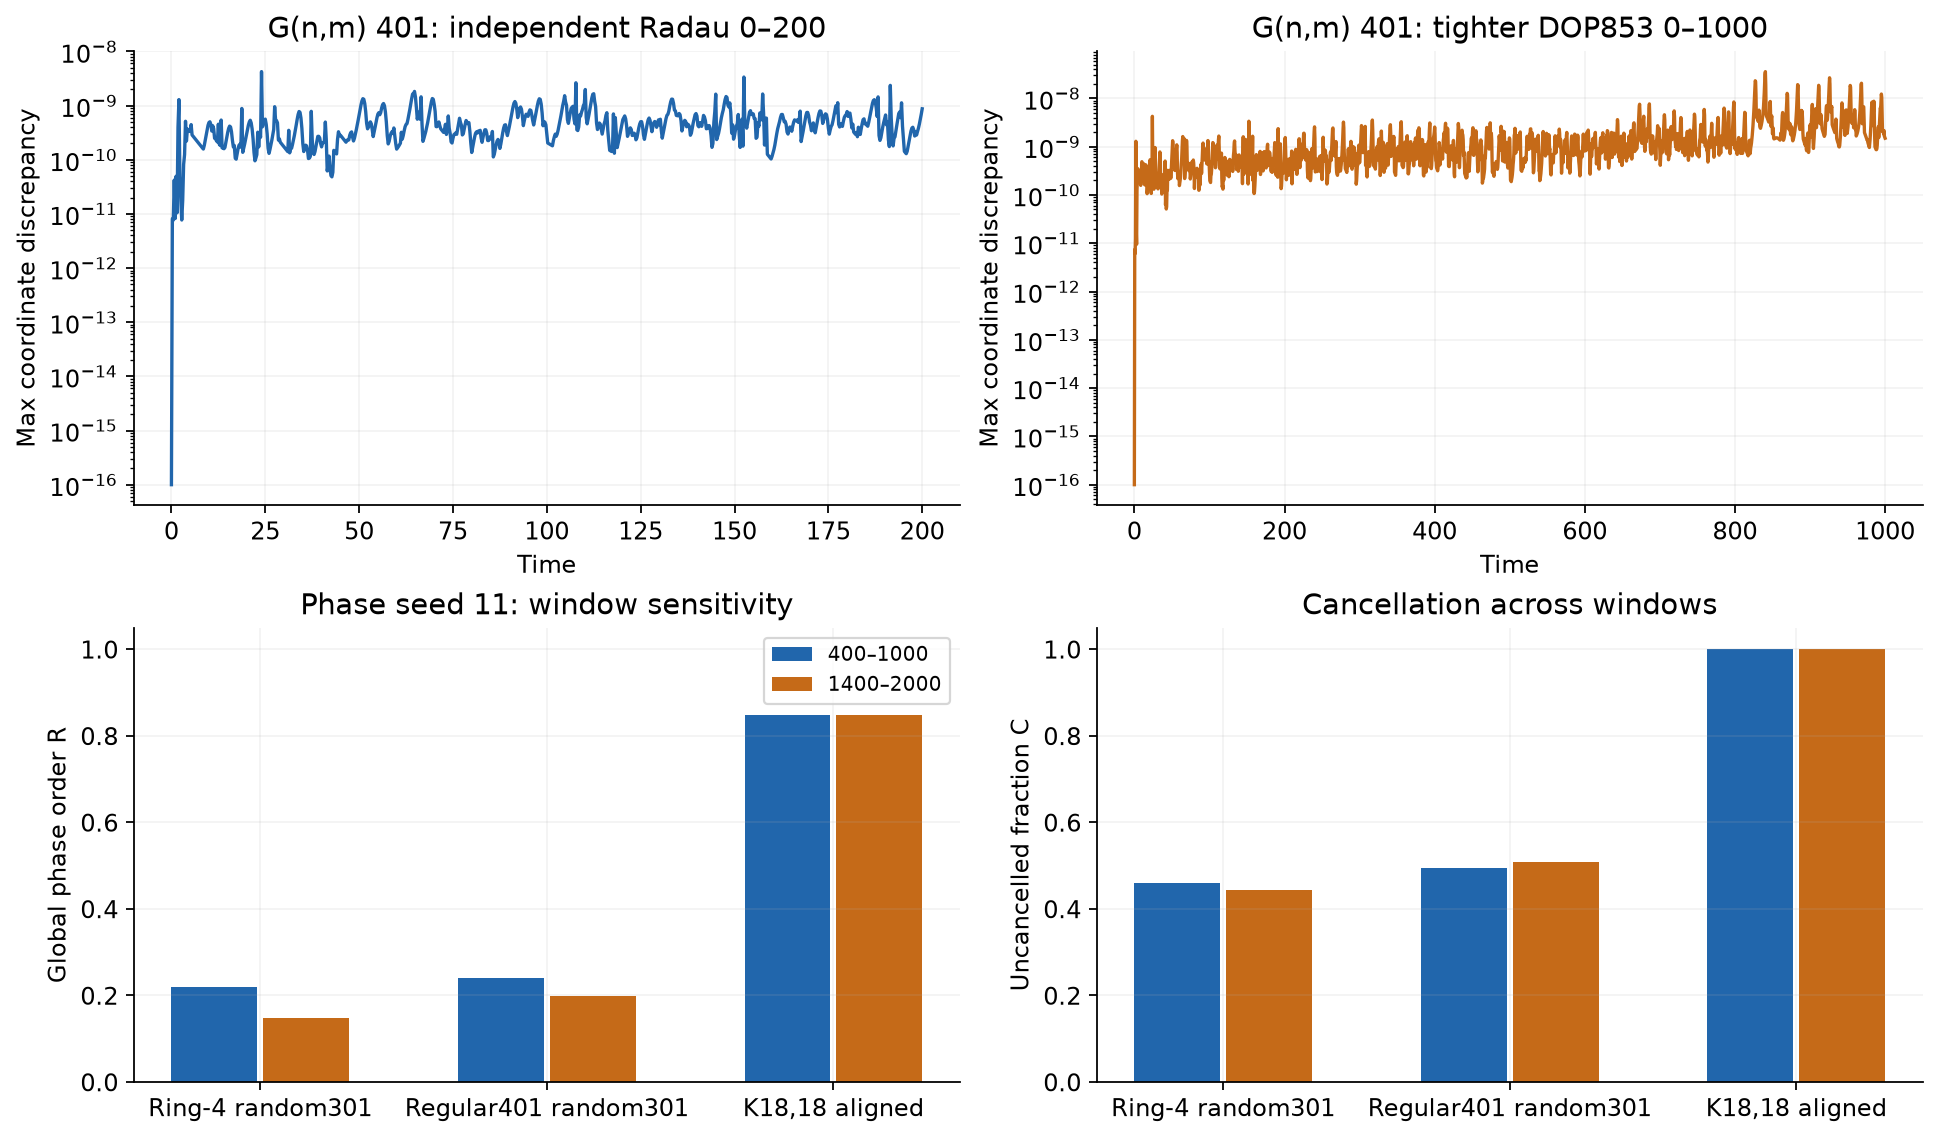 G(n,m) 401: independent Radau 0–200
Max coordinate discrepancy
10⁻⁸
10⁻⁹
10⁻¹⁰
10⁻¹¹
10⁻¹²
10⁻¹³
10⁻¹⁴
10⁻¹⁵
10⁻¹⁶
0 25 50 75 100 125 150 175 200
Time
G(n,m) 401: tighter DOP853 0–1000
Max coordinate discrepancy
10⁻⁸
10⁻⁹
10⁻¹⁰
10⁻¹¹
10⁻¹²
10⁻¹³
10⁻¹⁴
10⁻¹⁵
10⁻¹⁶
0 200 400 600 800 1000
Time
Phase seed 11: window sensitivity
Global phase order R
1.0
0.8
0.6
0.4
0.2
0.0
400–1000
1400–2000
Ring-4 random301 Regular401 random301 K18,18 aligned
Cancellation across windows
Uncancelled fraction C
1.0
0.8
0.6
0.4
0.2
0.0
Ring-4 random301 Regular401 random301 K18,18 aligned